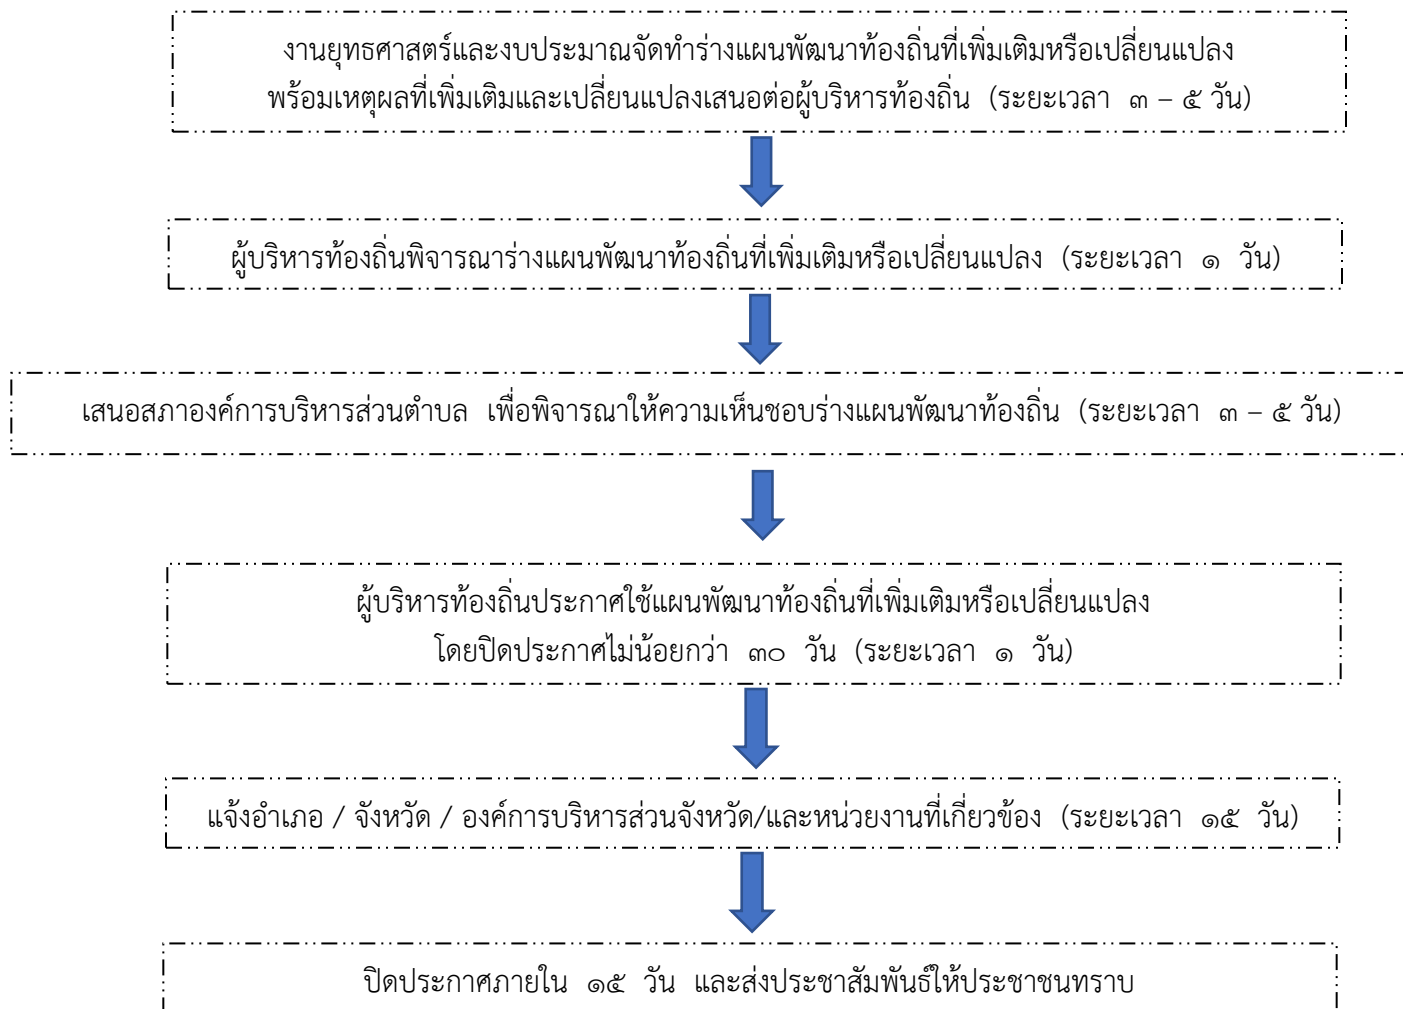 งานยุทธศาสตร์และงบประมาณจัดทำร่างแผนพัฒนาท้องถิ่นที่เพิ่มเติมหรือเปลี่ยนแปลง
พร้อมเหตุผลที่เพิ่มเติมและเปลี่ยนแปลงเสนอต่อผู้บริหารท้องถิ่น (ระยะเวลา ๓ – ๕ วัน)
ผู้บริหารท้องถิ่นพิจารณาร่างแผนพัฒนาท้องถิ่นที่เพิ่มเติมหรือเปลี่ยนแปลง (ระยะเวลา ๑ วัน)
เสนอสภาองค์การบริหารส่วนตำบล เพื่อพิจารณาให้ความเห็นชอบร่างแผนพัฒนาท้องถิ่น (ระยะเวลา ๓ – ๕ วัน)
ผู้บริหารท้องถิ่นประกาศใช้แผนพัฒนาท้องถิ่นที่เพิ่มเติมหรือเปลี่ยนแปลง
โดยปิดประกาศไม่น้อยกว่า ๓๐ วัน (ระยะเวลา ๑ วัน)
แจ้งอำเภอ / จังหวัด / องค์การบริหารส่วนจังหวัด/และหน่วยงานที่เกี่ยวข้อง (ระยะเวลา ๑๕ วัน)
ปิดประกาศภายใน ๑๕ วัน และส่งประชาสัมพันธ์ให้ประชาชนทราบ